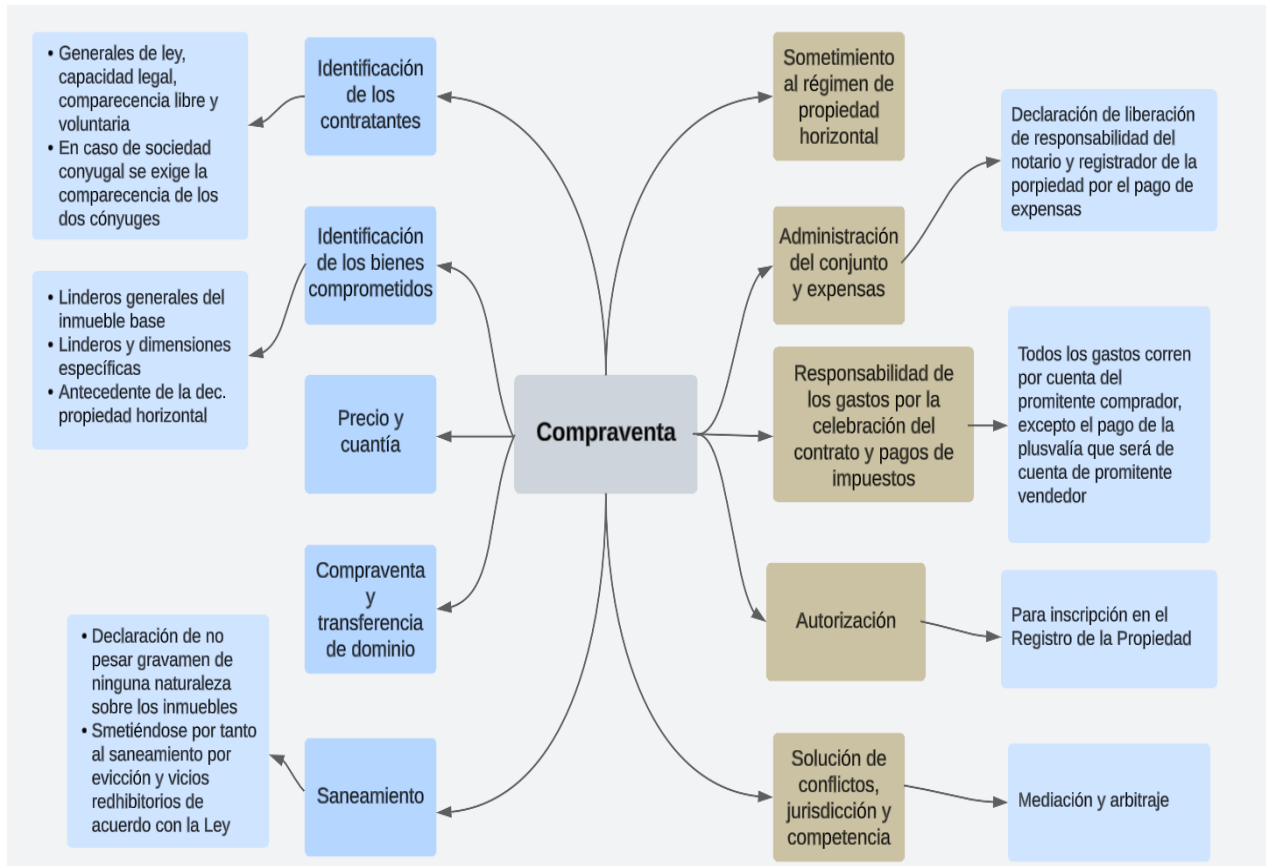 • Generales de ley,
capacidad legal,
comparecencia libre y
voluntaria
• En caso de sociedad
conyugal se exige la
comparecencia de los
dos cónyuges
Identificación
de los
contratantes
• Linderos generales del
inmueble base
• Linderos y dimensiones
específicas
• Antecedente de la dec.
propiedad horizontal
Identificación
de los bienes
comprometidos
Precio y
cuantía
Compraventa
y
transferencia
de dominio
• Declaración de no
pesar gravamen de
ninguna naturaleza
sobre los inmuebles
• Smetiéndose por tanto
al saneamiento por
evicción y vicios
redhibitorios de
acuerdo con la Ley
Saneamiento
Compraventa
Sometimiento
al régimen de
propiedad
horizontal
Administración
del conjunto
y expensas
Declaración de liberación
de responsabilidad del
notario y registrador de la
porpiedad por el pago de
expensas
Responsabilidad de
los gastos por la
celebración del
contrato y pagos de
impuestos
Todos los gastos corren
por cuenta del
promitente comprador,
excepto el pago de la
plusvalía que será de
cuenta de promitente
vendedor
Autorización
Para inscripción en el
Registro de la Propiedad
Solución de
conflictos,
jurisdicción y
competencia
Mediación y arbitraje